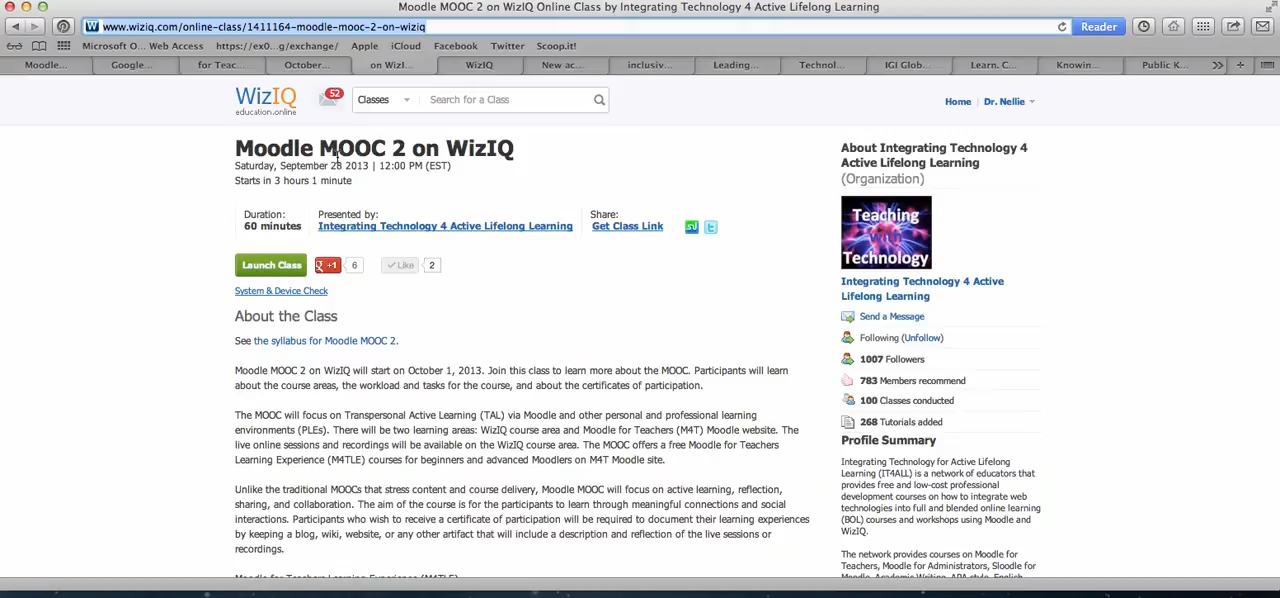 Moodle MOOC 2 on WizIQ Online Class by Integrating Technology 4 Active Lifelong Learning
www.wiziq.com/online-class/1411164-moodle-mooc-2-on-wiziq
Reader
Microsoft O... Web Access https://ex0...g/exchange/ Apple iCloud Facebook Twitter Scoop.it!
Moodle... Google... for Teac... October... on WizI... WizIQ New ac... inclusiv... Leading... Technol... IGI Glob... Learn. C... Knowin... Public K...
WizIQ
education.online
52
Classes
Search for a Class
Home
Dr. Nellie
Moodle MOOC 2 on WizIQ
Saturday, September 28 2013 | 12:00 PM (EST)
Starts in 3 hours 1 minute
Duration:
60 minutes
Presented by:
Integrating Technology 4 Active Lifelong Learning
Share:
Get Class Link
Launch Class
+1
6
Like
2
System & Device Check
About the Class
See the syllabus for Moodle MOOC 2.
Moodle MOOC 2 on WizIQ will start on October 1, 2013. Join this class to learn more about the MOOC. Participants will learn
about the course areas, the workload and tasks for the course, and about the certificates of participation.
The MOOC will focus on Transpersonal Active Learning (TAL) via Moodle and other personal and professional learning
environments (PLEs). There will be two learning areas: WizIQ course area and Moodle for Teachers (M4T) Moodle website. The
live online sessions and recordings will be available on the WizIQ course area. The MOOC offers a free Moodle for Teachers
Learning Experience (M4TLE) courses for beginners and advanced Moodlers on M4T Moodle site.
Unlike the traditional MOOCs that stress content and course delivery, Moodle MOOC will focus on active learning, reflection,
sharing, and collaboration. The aim of the course is for the participants to learn through meaningful connections and social
interactions. Participants who wish to receive a certificate of participation will be required to document their learning experiences
by keeping a blog, wiki, website, or any other artifact that will include a description and reflection of the live sessions or
recordings.
Moodle for Teachers Learning Experience (M4TLE)
About Integrating Technology 4
Active Lifelong Learning
(Organization)
Teaching
with
Technology
Integrating Technology 4 Active
Lifelong Learning
Send a Message
Following (Unfollow)
1007 Followers
783 Members recommend
100 Classes conducted
268 Tutorials added
Profile Summary
Integrating Technology for Active Lifelong
Learning (IT4ALL) is a network of educators that
provides free and low-cost professional
development courses on how to integrate web
technologies into full and blended online learning
(BOL) courses and workshops using Moodle and
WizIQ.
The network provides courses on Moodle for
Teachers, Moodle for Administrators, Sloodle for
Moodle, Academic Writing, APA style, English